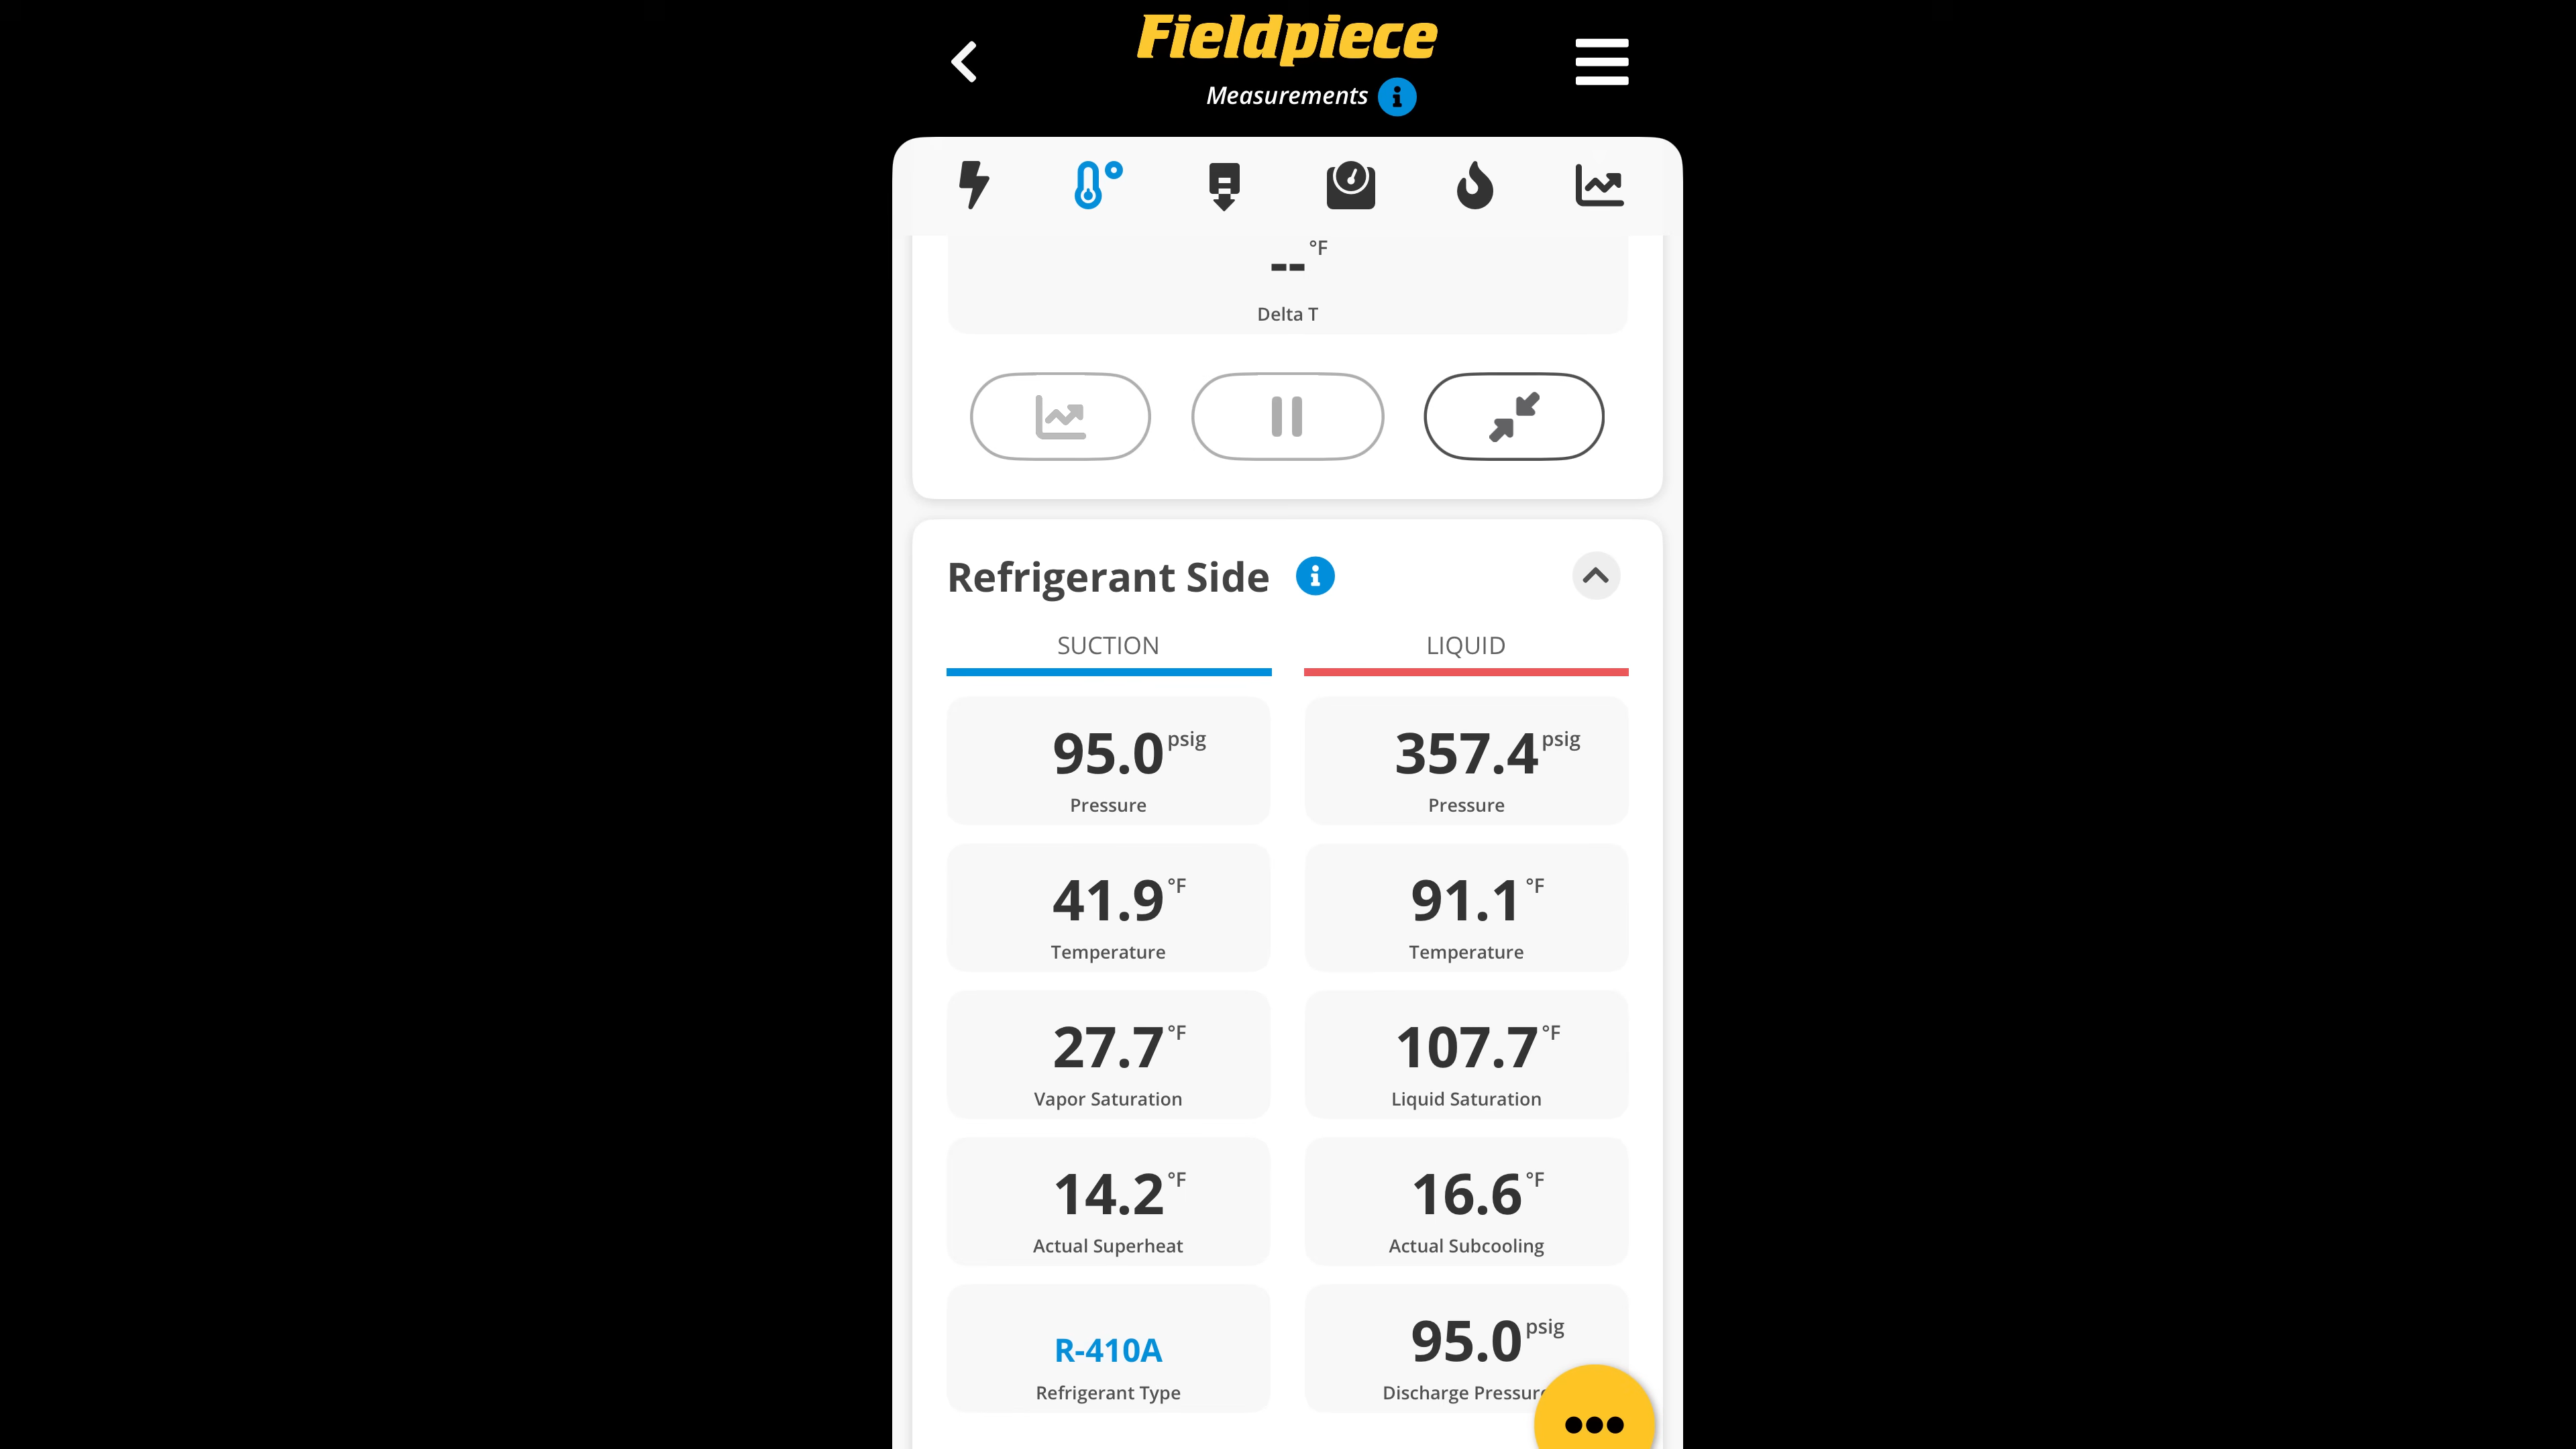 Fieldpiece
Measurements
-- °F
Delta T
Refrigerant Side
SUCTION LIQUID
95.0 psig 357.4 psig
Pressure Pressure
41.9 °F 91.1 °F
Temperature Temperature
27.7 °F 107.7 °F
Vapor Saturation Liquid Saturation
14.2 °F 16.6 °F
Actual Superheat Actual Subcooling
R-410A 95.0 psig
Refrigerant Type Discharge Pressure